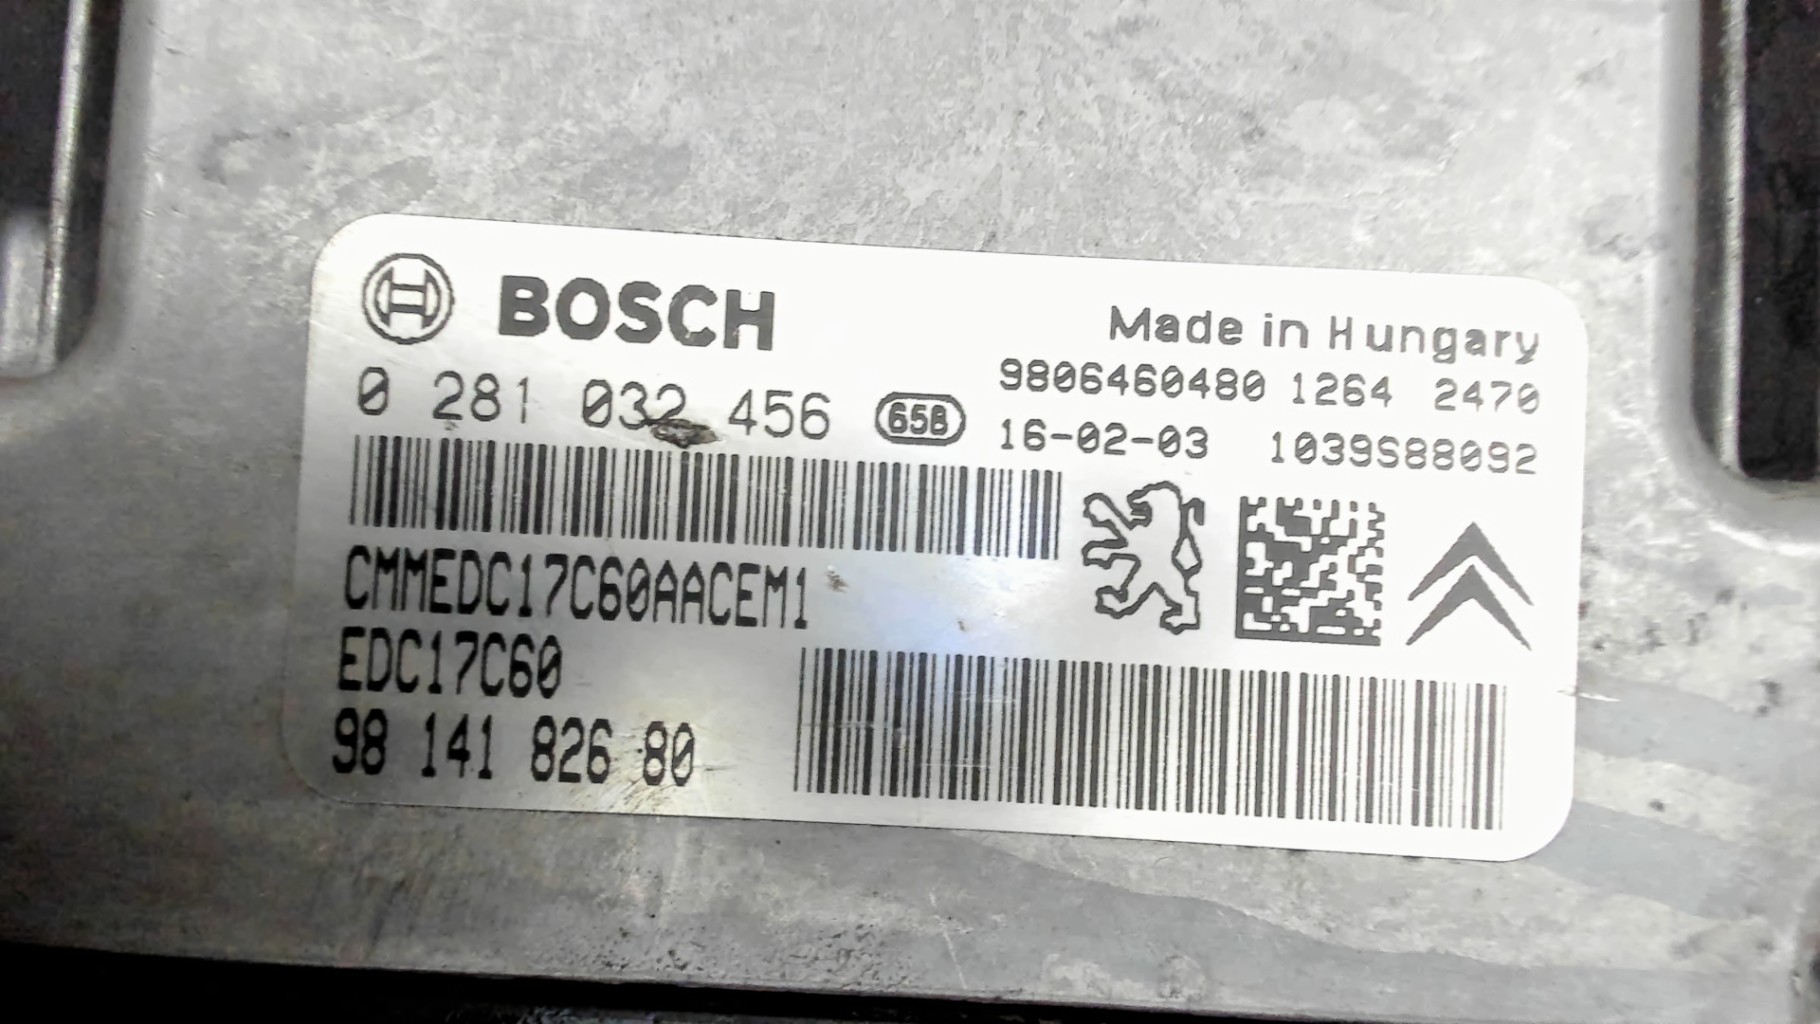 BOSCH
Made in Hungary
0 281 032 456 65B
9806460480 1264 2470
16-02-03 1039S88092
CMMEDC17C60AACEM1
EDC17C60
98 141 826 80